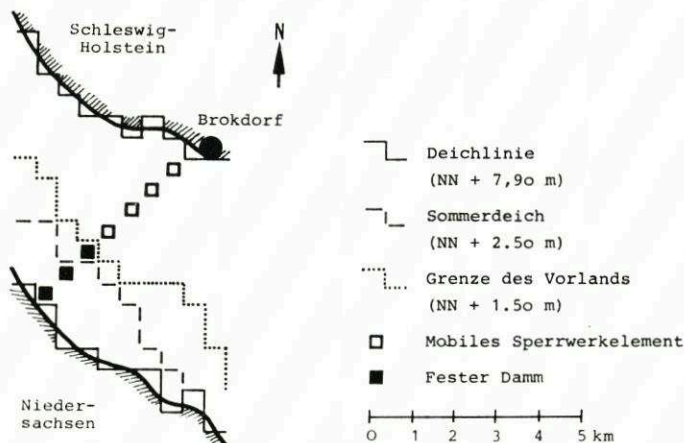 Schleswig-
Holstein
N
Brokdorf
Deichlinie
(NN + 7,9o m)
Sommerdeich
(NN + 2.5o m)
Grenze des Vorlands
(NN + 1.5o m)
Mobiles Sperrwerkelement
Fester Damm
Nieder-
sachsen
O 1 2 3 4 5 km